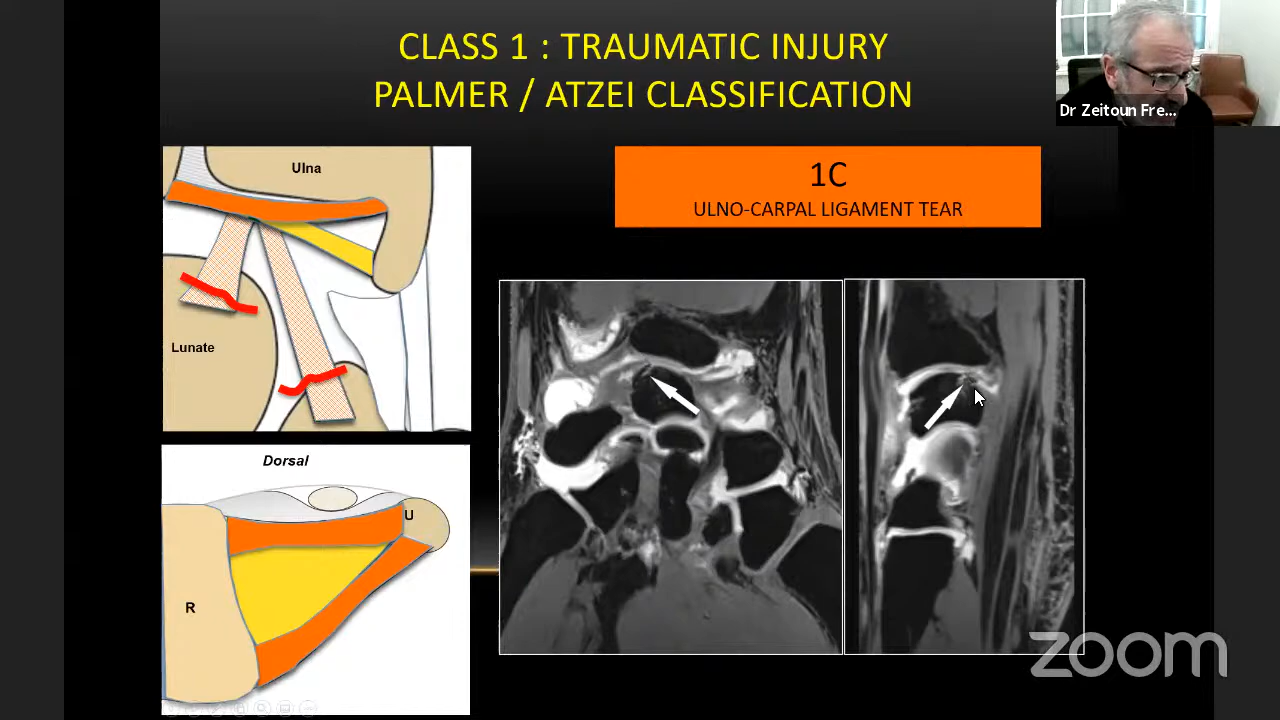 CLASS 1 : TRAUMATIC INJURY
PALMER / ATZEI CLASSIFICATION
Dr Zeitoun Fre...
Ulna
Lunate
1C
ULNO-CARPAL LIGAMENT TEAR
Dorsal
U
R
zoom